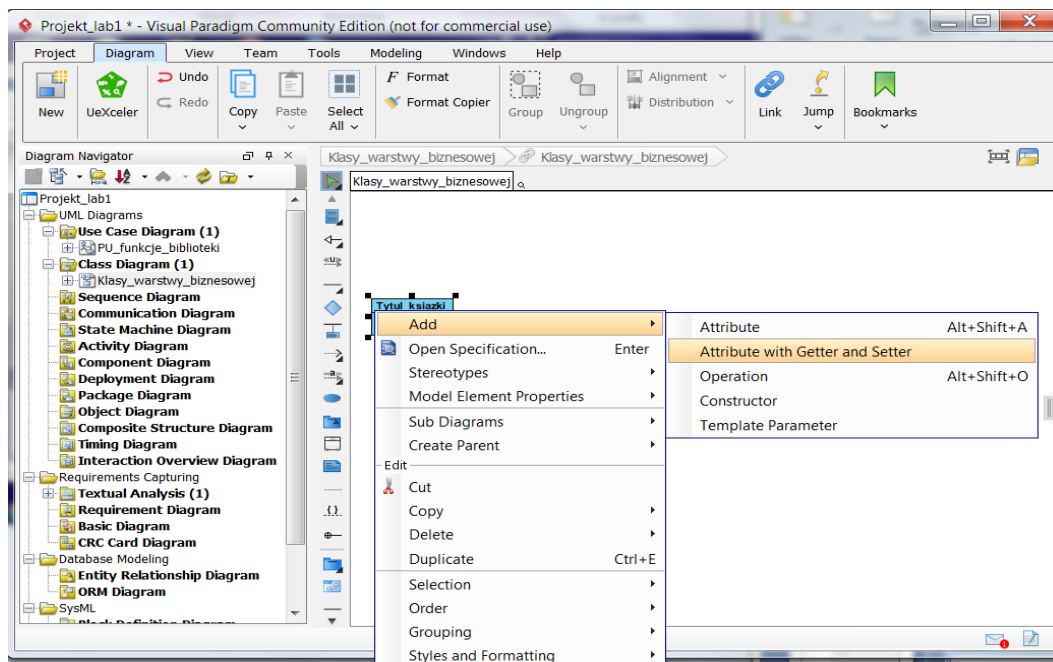 Projekt_lab1 * - Visual Paradigm Community Edition (not for commercial use)
Project Diagram View Team Tools Modeling Windows Help
New
UeXceler
Undo
Redo
Copy
Paste
Select
All
F Format
Format Copier
Group
Ungroup
Alignment
Distribution
Link
Jump
Bookmarks
Diagram Navigator
Klasy_warstwy_biznesowej
Klasy_warstwy_biznesowej
Klasy_warstwy_biznesowej
Projekt_lab1
UML Diagrams
Use Case Diagram (1)
PU_funkcje_biblioteki
Class Diagram (1)
Klasy_warstwy_biznesowej
Sequence Diagram
Communication Diagram
State Machine Diagram
Activity Diagram
Component Diagram
Deployment Diagram
Package Diagram
Object Diagram
Composite Structure Diagram
Timing Diagram
Interaction Overview Diagram
Requirements Capturing
Textual Analysis (1)
Requirement Diagram
Basic Diagram
CRC Card Diagram
Database Modeling
Entity Relationship Diagram
ORM Diagram
SysML
Block Definition Diagram
«U»
«a»
{}
Tytul_ksiazki
Add
Open Specification... Enter
Stereotypes
Model Element Properties
Sub Diagrams
Create Parent
Edit
Cut
Copy
Delete
Duplicate Ctrl+E
Selection
Order
Grouping
Styles and Formatting
Attribute Alt+Shift+A
Attribute with Getter and Setter
Operation Alt+Shift+O
Constructor
Template Parameter